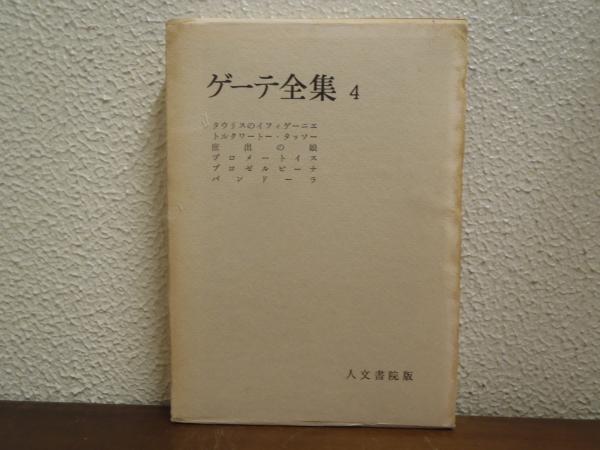 ゲーテ全集 4
タウリスのイフィゲーニエ
トルクワートー・タッソー
庶出の娘
プロメートイス
プロゼルピーナ
パンドーラ
人文書院版